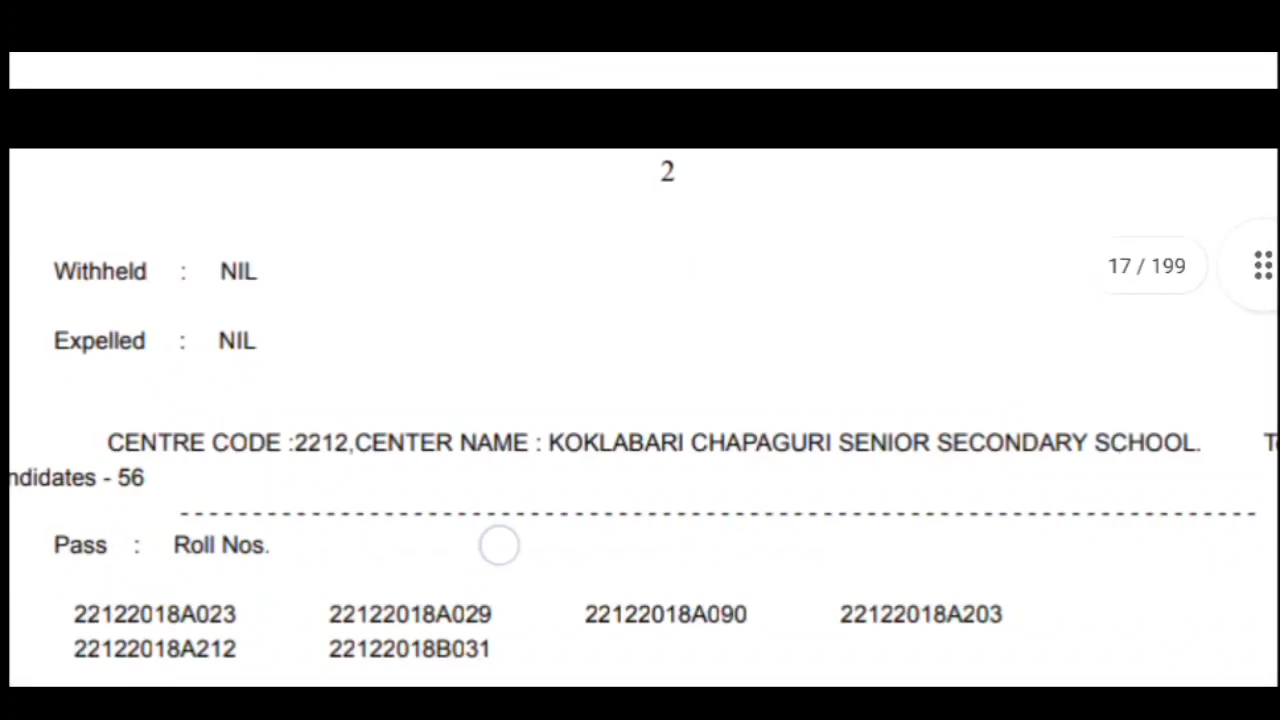 2
Withheld : NIL
17 / 199
Expelled : NIL
CENTRE CODE :2212,CENTER NAME : KOKLABARI CHAPAGURI SENIOR SECONDARY SCHOOL.
ndidates - 56
Pass : Roll Nos.
22122018A023 22122018A029 22122018A090 22122018A203
22122018A212 22122018B031